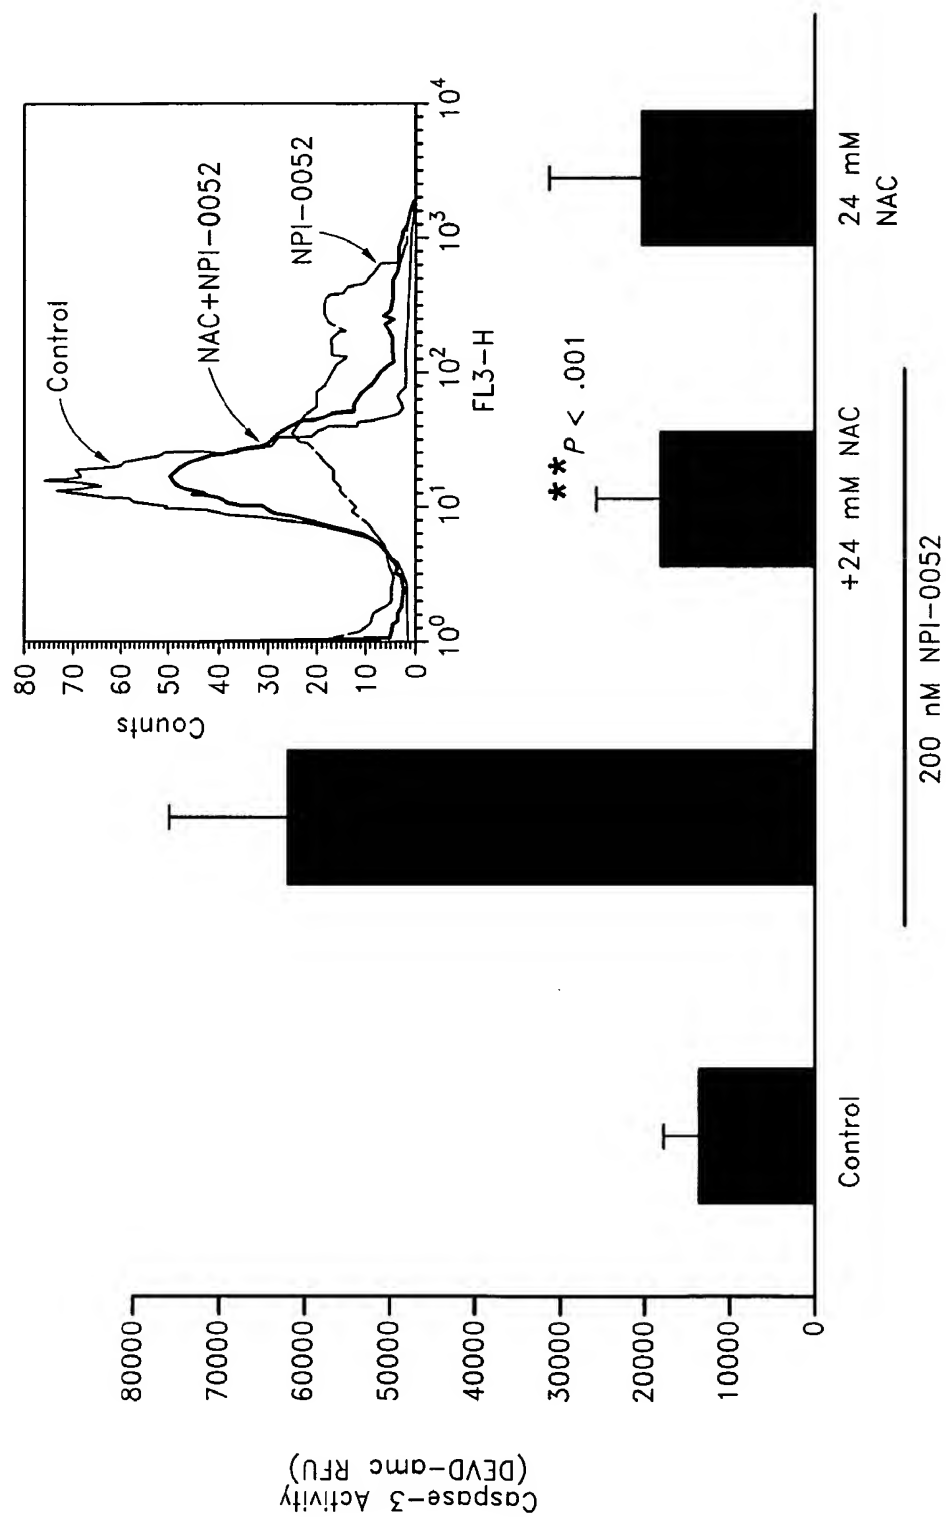 Caspase-3 Activity
(DEVD-amc RFU)
80000
70000
60000
50000
40000
30000
20000
10000
0
Control
+24 mM NAC
24 mM
NAC
200 nM NPI-0052
**P < .001
Counts
80
70
60
50
40
30
20
10
0
10^0
10^1
10^2
10^3
10^4
FL3-H
Control
NAC+NPI-0052
NPI-0052